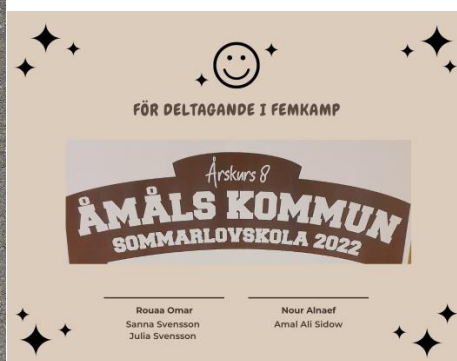 FÖR DELTAGANDE I FEMKAMP
Årskurs 8
ÅMÅLS KOMMUN
SOMMARLOVSKOLA 2022
Rouaa Omar
Sanna Svensson
Julia Svensson
Nour Alnaef
Amal Ali Sidow